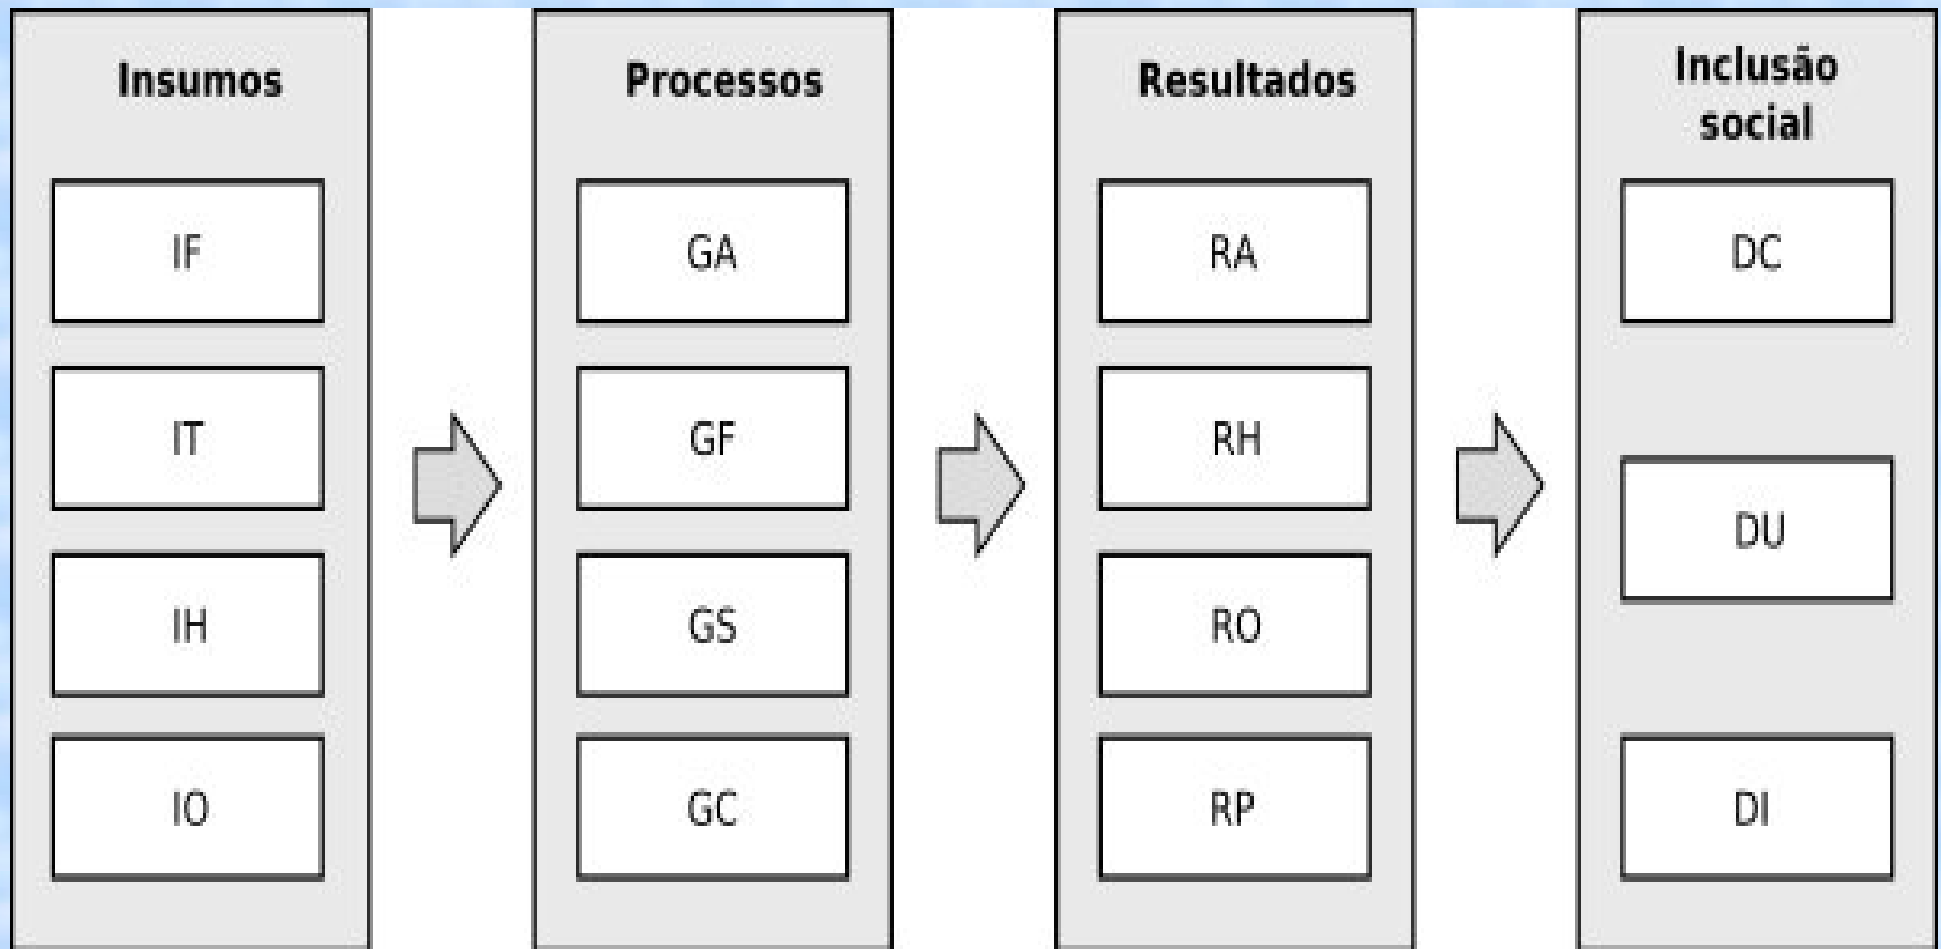 Insumos
IF
IT
IH
IO
Processos
GA
GF
GS
GC
Resultados
RA
RH
RO
RP
Inclusão
social
DC
DU
DI